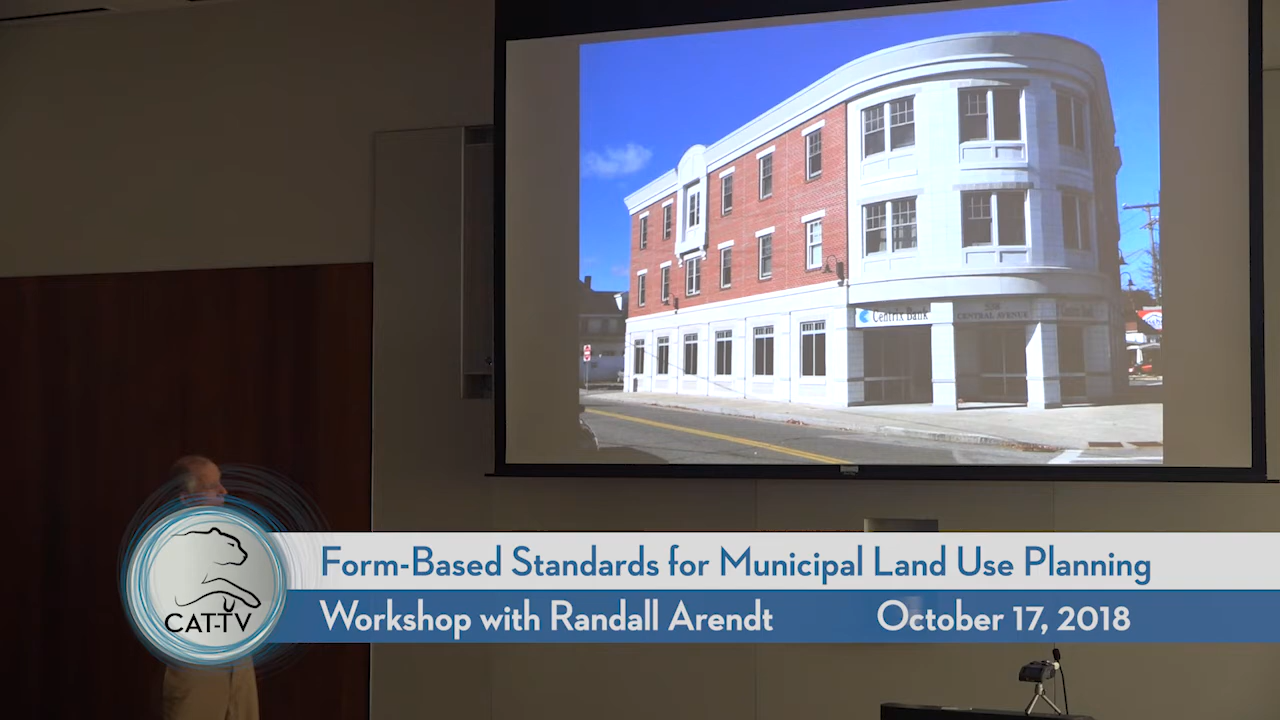 Centrix Bank
CENTRAL AVENUE
Form-Based Standards for Municipal Land Use Planning
Workshop with Randall Arendt
October 17, 2018
CAT-TV